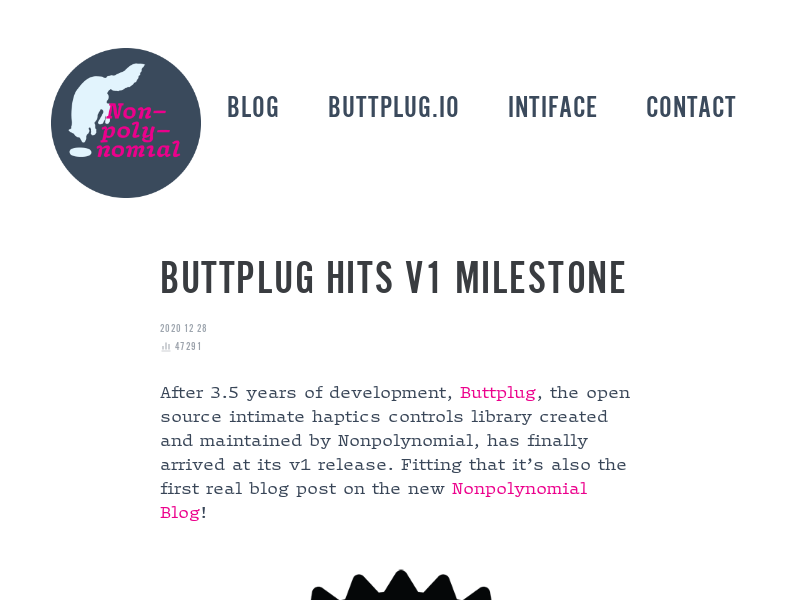 Non-
poly-
nomial
BLOG
BUTTPLUG.IO
INTIFACE
CONTACT
BUTTPLUG HITS V1 MILESTONE
2020 12 28
47291
After 3.5 years of development, Buttplug, the open
source intimate haptics controls library created
and maintained by Nonpolynomial, has finally
arrived at its v1 release. Fitting that it’s also the
first real blog post on the new Nonpolynomial
Blog!